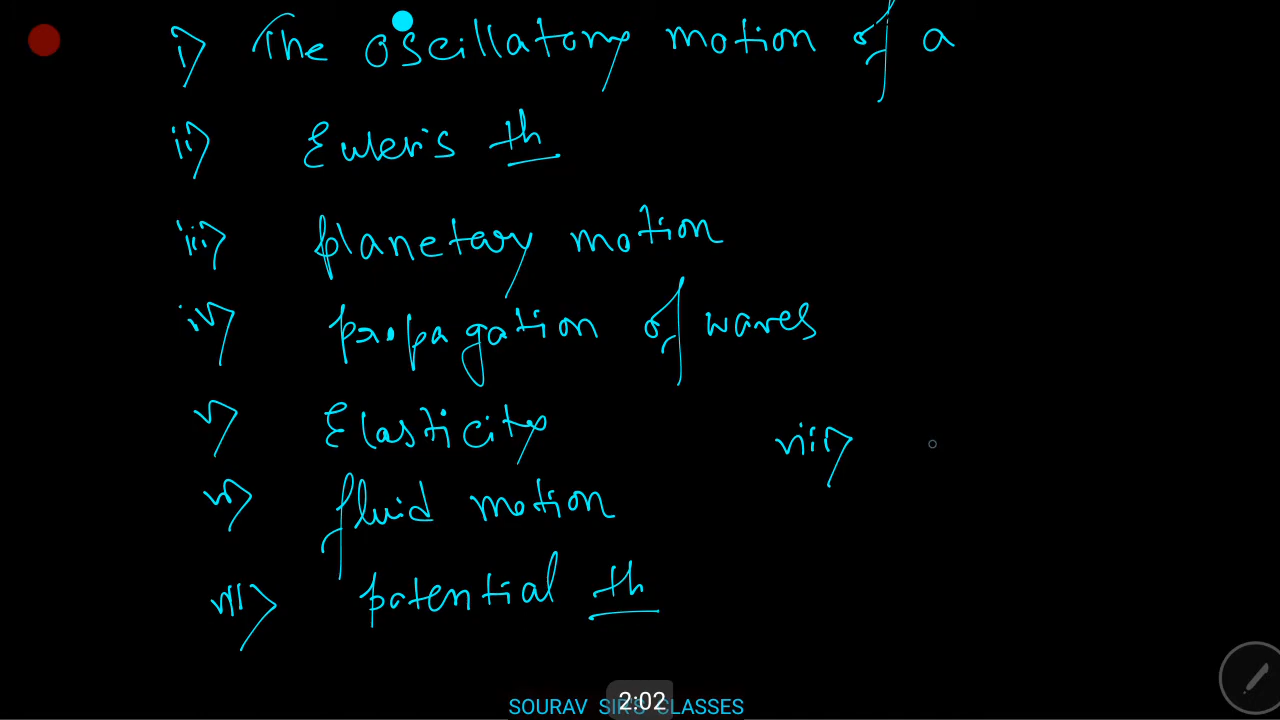 i) The oscillatory motion of a
ii) Euler's th
iii) planetary motion
iv) propagation of waves
v) Elasticity
vi) fluid motion
vii) potential th
viii)
2:02
SOURAV SIR'S CLASSES